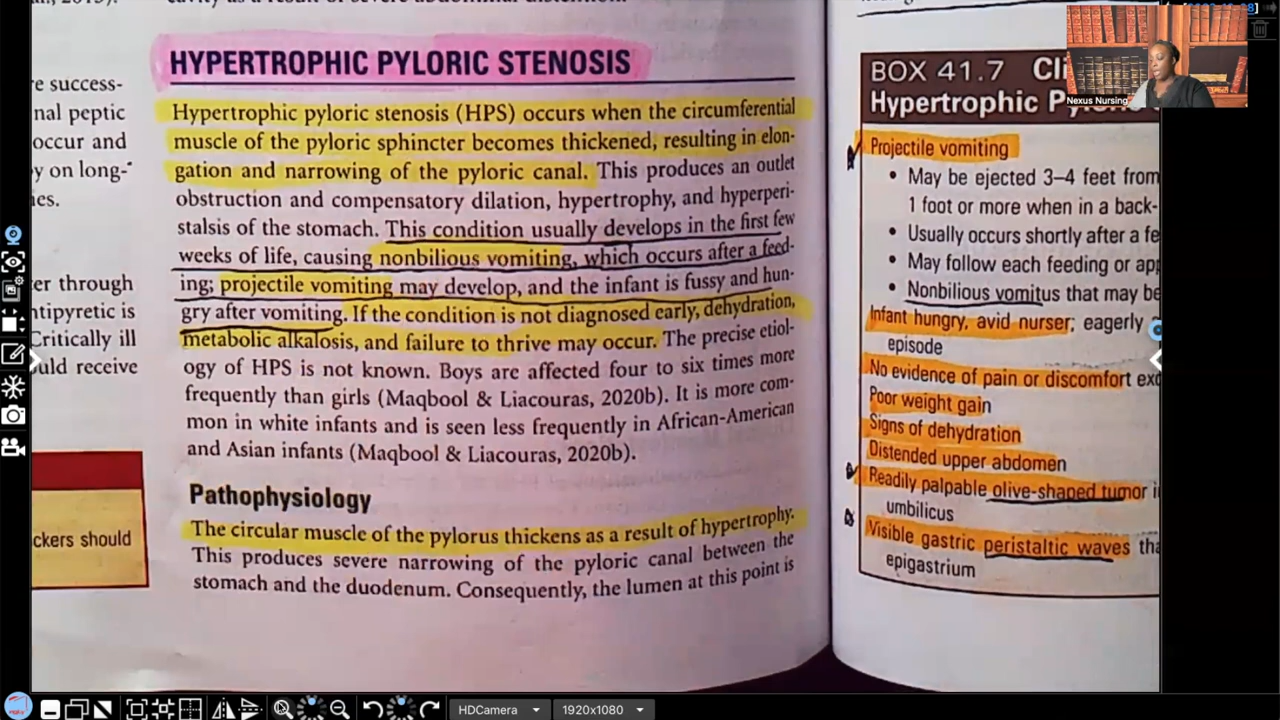 re success-
nal peptic
occur and
y on long-
ies.
er through
ntipyretic is
Critically ill
uld receive
ckers should
HYPERTROPHIC PYLORIC STENOSIS
Hypertrophic pyloric stenosis (HPS) occurs when the circumferential
muscle of the pyloric sphincter becomes thickened, resulting in elon-
gation and narrowing of the pyloric canal. This produces an outlet
obstruction and compensatory dilation, hypertrophy, and hyperperi-
stalsis of the stomach. This condition usually develops in the first few
weeks of life, causing nonbilious vomiting, which occurs after a feed-
ing; projectile vomiting may develop, and the infant is fussy and hun-
gry after vomiting. If the condition is not diagnosed early, dehydration,
metabolic alkalosis, and failure to thrive may occur. The precise etiol-
ogy of HPS is not known. Boys are affected four to six times more
frequently than girls (Maqbool & Liacouras, 2020b). It is more com-
mon in white infants and is seen less frequently in African-American
and Asian infants (Maqbool & Liacouras, 2020b).
Pathophysiology
The circular muscle of the pylorus thickens as a result of hypertrophy.
This produces severe narrowing of the pyloric canal between the
stomach and the duodenum. Consequently, the lumen at this point is
BOX 41.7 Cli
Hypertrophic Pyl
Nexus Nursing
Projectile vomiting
• May be ejected 3–4 feet from
1 foot or more when in a back-
• Usually occurs shortly after a fe
• May follow each feeding or app
• Nonbilious vomitus that may be
Infant hungry, avid nurser; eagerly
episode
No evidence of pain or discomfort exc
Poor weight gain
Signs of dehydration
Distended upper abdomen
Readily palpable olive-shaped tumor i
umbilicus
Visible gastric peristaltic waves tha
epigastrium
HDCamera
1920x1080